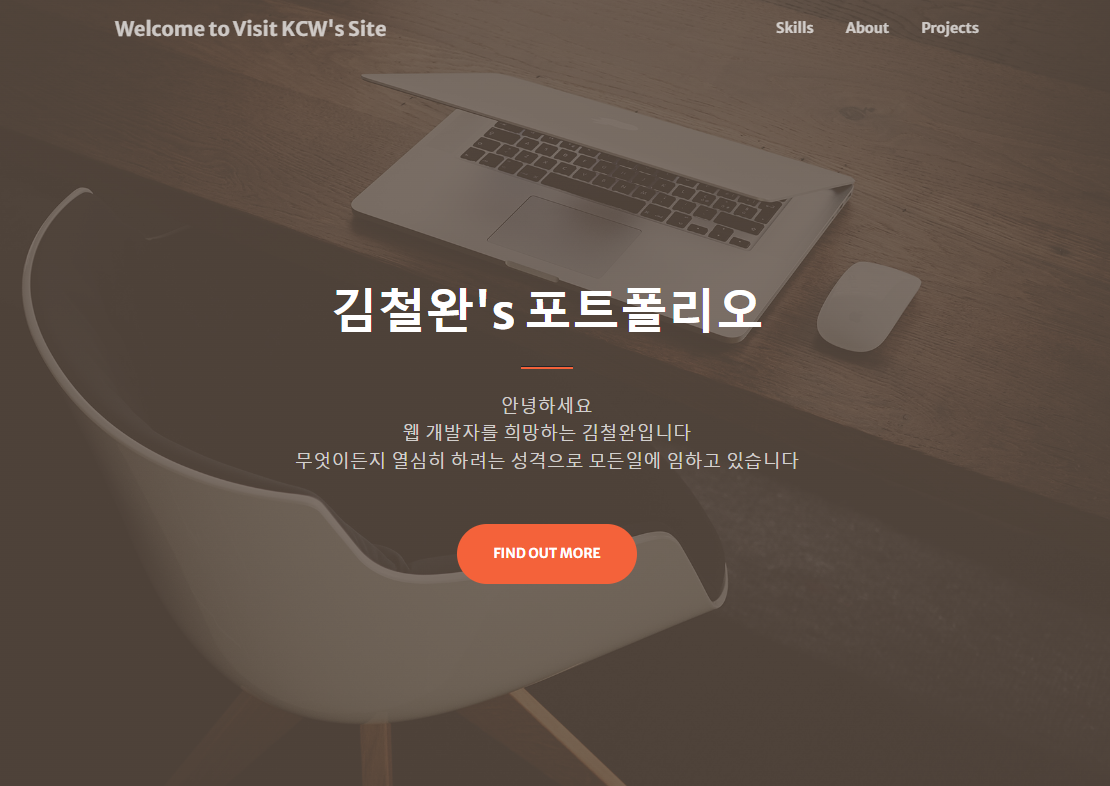 Welcome to Visit KCW's Site
Skills About Projects
김철완's 포트폴리오
안녕하세요
웹 개발자를 희망하는 김철완입니다
무엇이든지 열심히 하려는 성격으로 모든일에 임하고 있습니다
FIND OUT MORE